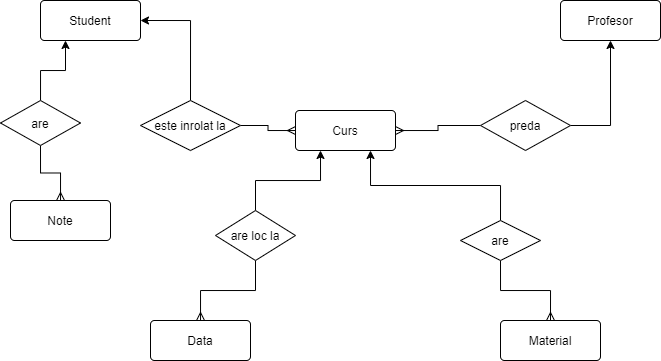 Student
Profesor
are
este inrolat la
Curs
preda
Note
are loc la
are
Data
Material